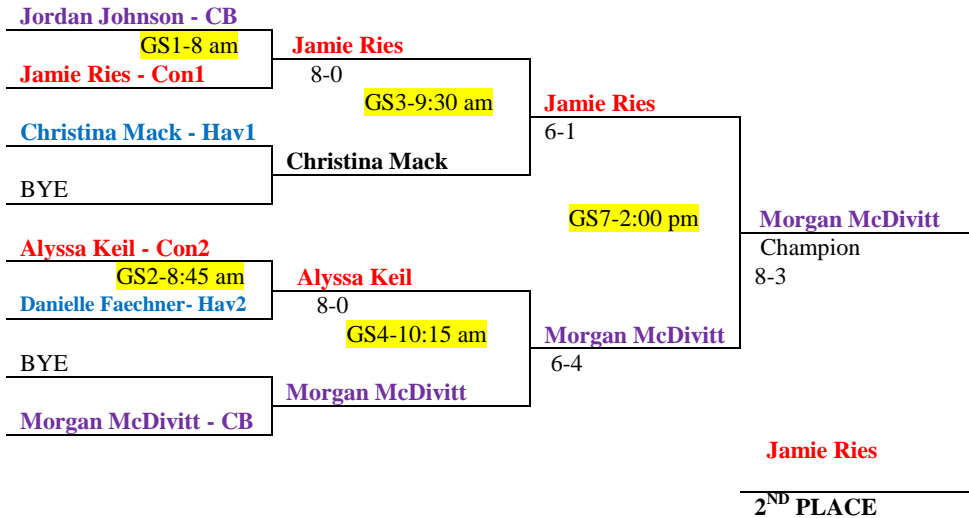 Jordan Johnson - CB
GS1-8 am
Jamie Ries
Jamie Ries - Con1
8-0
GS3-9:30 am
Jamie Ries
Christina Mack - Hav1
6-1
Christina Mack
BYE
GS7-2:00 pm
Morgan McDivitt
Alyssa Keil - Con2
Champion
GS2-8:45 am
Alyssa Keil
8-3
Danielle Faechner- Hav2
8-0
GS4-10:15 am
Morgan McDivitt
BYE
6-4
Morgan McDivitt
Morgan McDivitt - CB
Jamie Ries
2ND PLACE